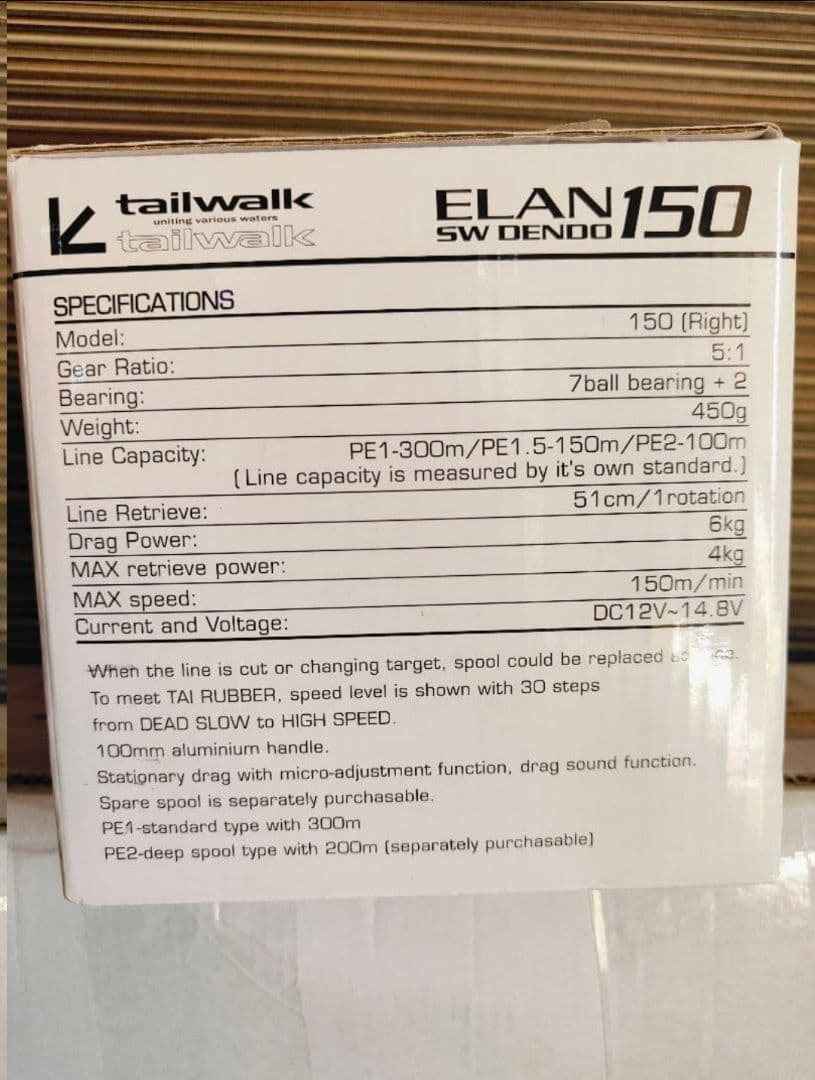 tailwalk
uniting various waters
tailwalk
ELAN 150
SW DENDO
SPECIFICATIONS
Model: 150 (Right)
Gear Ratio: 5:1
Bearing: 7ball bearing + 2
Weight: 450g
Line Capacity: PE1-300m/PE1.5-150m/PE2-100m
(Line capacity is measured by it's own standard.)
Line Retrieve: 51cm/1rotation
Drag Power: 6kg
MAX retrieve power: 4kg
MAX speed: 150m/min
Current and Voltage: DC12V~14.8V
When the line is cut or changing target, spool could be replaced
To meet TAI RUBBER, speed level is shown with 30 steps
from DEAD SLOW to HIGH SPEED.
100mm aluminium handle.
Stationary drag with micro-adjustment function, drag sound function.
Spare spool is separately purchasable.
PE1-standard type with 300m
PE2-deep spool type with 200m (separately purchasable)